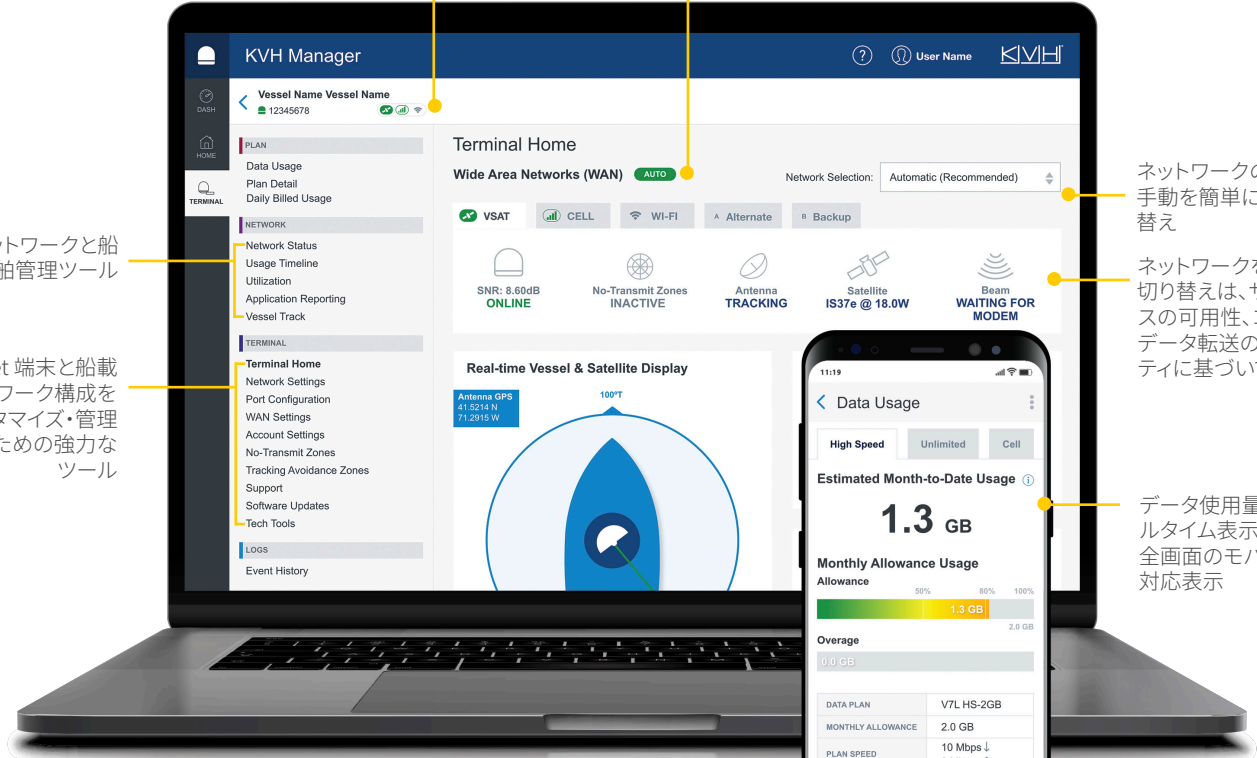 KVH Manager
?
User Name
KVH
DASH
HOME
TERMINAL
Vessel Name Vessel Name
12345678
PLAN
Data Usage
Plan Detail
Daily Billed Usage
NETWORK
Network Status
Usage Timeline
Utilization
Application Reporting
Vessel Track
TERMINAL
Terminal Home
Network Settings
Port Configuration
WAN Settings
Account Settings
No-Transmit Zones
Tracking Avoidance Zones
Support
Software Updates
Tech Tools
LOGS
Event History
Terminal Home
Wide Area Networks (WAN) AUTO
Network Selection: Automatic (Recommended)
VSAT CELL WI-FI A Alternate B Backup
SNR: 8.60dB
ONLINE
No-Transmit Zones
INACTIVE
Antenna
TRACKING
Satellite
IS37e @ 18.0W
Beam
WAITING FOR
MODEM
Real-time Vessel & Satellite Display
Antenna GPS
41.5214 N
71.2915 W
100°T
11:19
Data Usage
High Speed Unlimited Cell
Estimated Month-to-Date Usage i
1.3 GB
Monthly Allowance Usage
Allowance
50% 80% 100%
1.3 GB
2.0 GB
Overage
0.0 GB
DATA PLAN V7L HS-2GB
MONTHLY ALLOWANCE 2.0 GB
PLAN SPEED 10 Mbps↓
トワークと船
舶管理ツール
et 端末と船載
ワーク構成を
タマイズ・管理
ための強力な
ツール
ネットワークの
手動を簡単に
替え
ネットワークを
切り替えは、サ
スの可用性、コ
データ転送の
ティに基づいて
データ使用量
ルタイム表示
全画面のモバ
対応表示